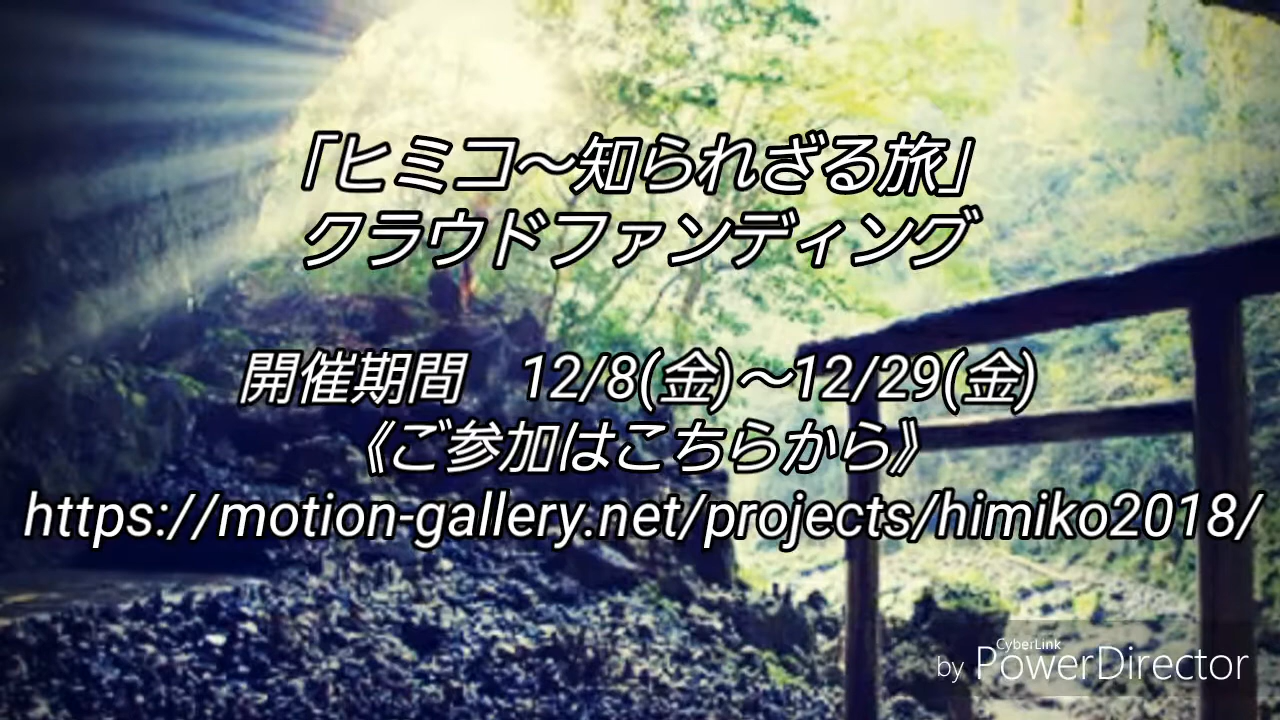 「ヒミコ〜知られざる旅」
クラウドファンディング
開催期間　12/8(金)〜12/29(金)
《ご参加はこちらから》
https://motion-gallery.net/projects/himiko2018/
CyberLink
by PowerDirector